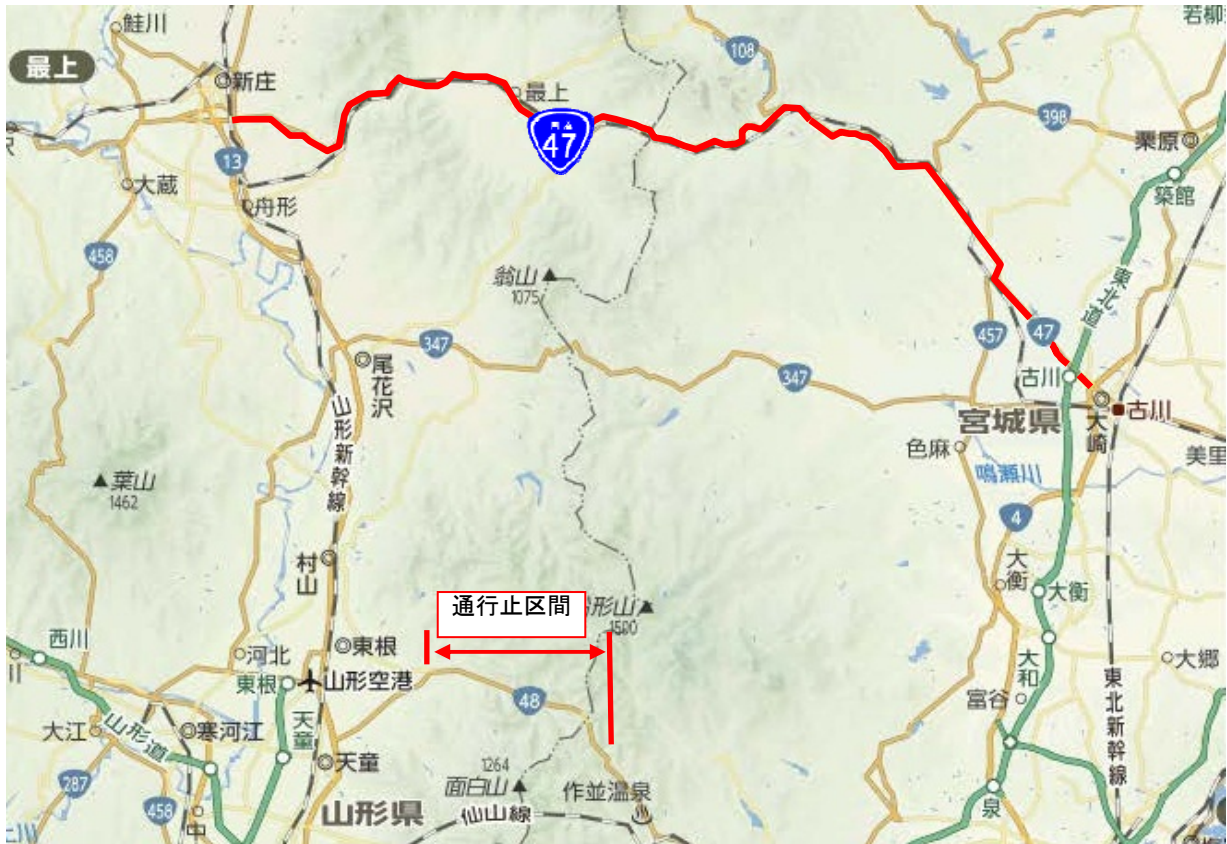 鮭川
若柳
最上
108
新庄
最上
398
47
栗原
13
大蔵
築館
舟形
458
翁山
1075
東北道
47
347
457
尾花沢
347
古川
古川
宮城県
大崎
山形新幹線
色麻
美里
葉山
1462
鳴瀬川
4
村山
大衡
大衡
通行止区間
形山
1500
西川
河北
東根
大和
大郷
川
東根
山形空港
48
富谷
東北新幹線
大江
山形道
寒河江
天童
天童
1264
287
面白山
作並温泉
458
中
山形県
仙山線
泉
上川